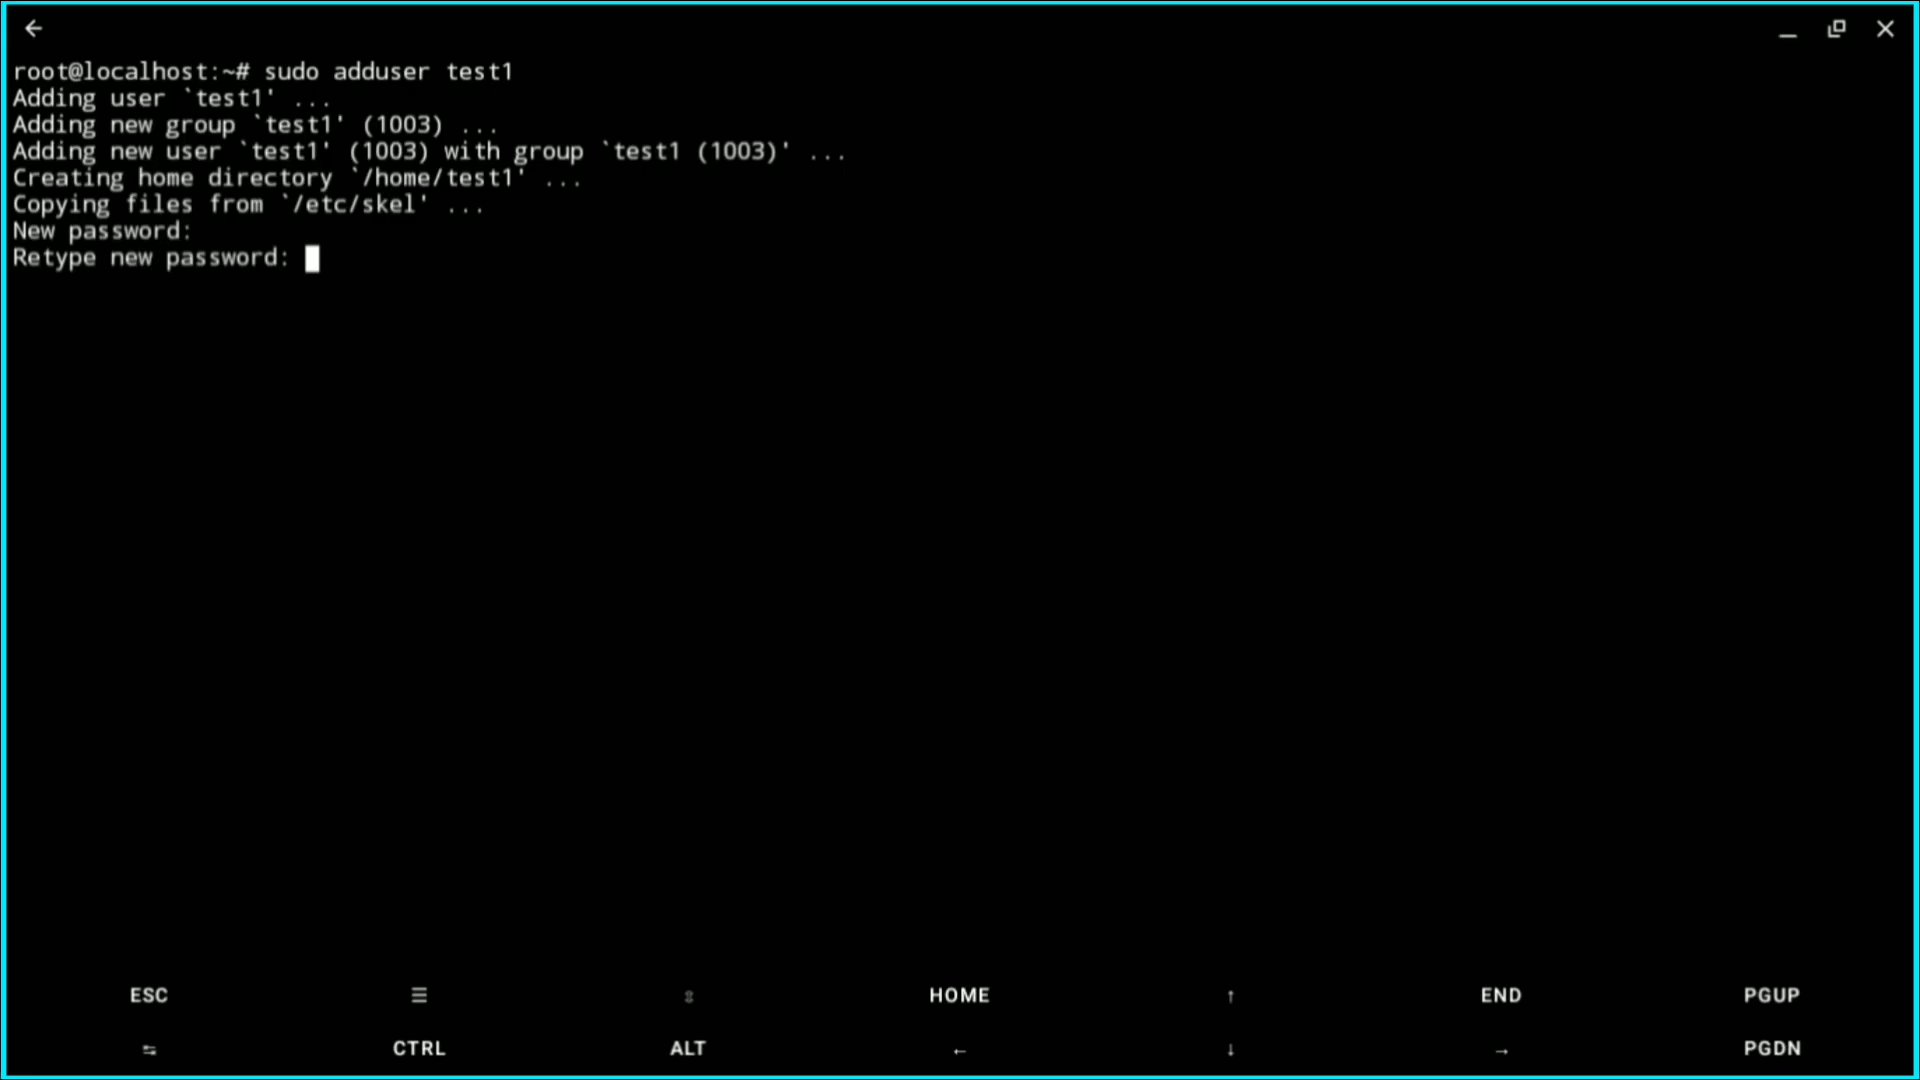 root@localhost:~# sudo adduser test1
Adding user `test1' ...
Adding new group `test1' (1003) ...
Adding new user `test1' (1003) with group `test1 (1003)' ...
Creating home directory `/home/test1' ...
Copying files from `/etc/skel' ...
New password:
Retype new password:
ESC ☰ ⇳ HOME ↑ END PGUP
⇆ CTRL ALT ← ↓ → PGDN